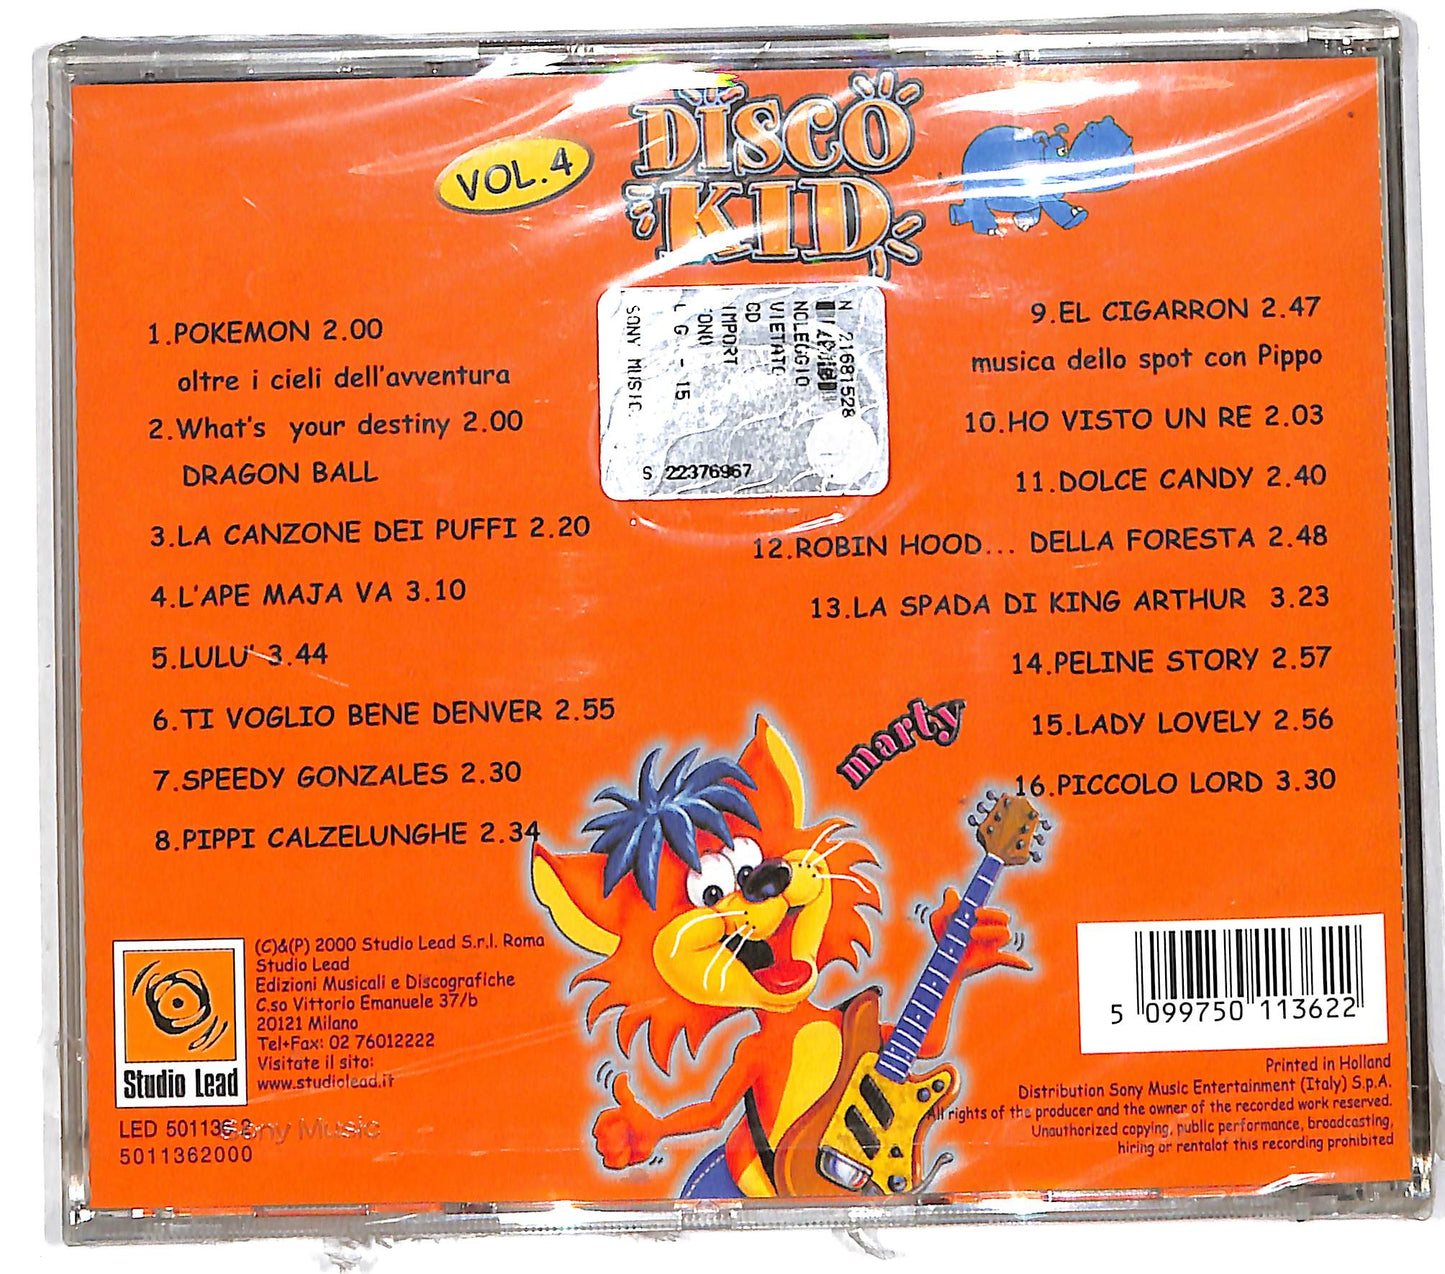 VOL.4
DISCO
KID
1.POKEMON 2.00
oltre i cieli dell'avventura
2.What's your destiny 2.00
DRAGON BALL
3.LA CANZONE DEI PUFFI 2.20
4.L'APE MAJA VA 3.10
5.LULU' 3.44
6.TI VOGLIO BENE DENVER 2.55
7.SPEEDY GONZALES 2.30
8.PIPPI CALZELUNGHE 2.34
N 21681528
NOLEGGIO
VIETATO
CD
IMPORT
SONY MUSIC
S 22376967
9.EL CIGARRON 2.47
musica dello spot con Pippo
10.HO VISTO UN RE 2.03
11.DOLCE CANDY 2.40
12.ROBIN HOOD... DELLA FORESTA 2.48
13.LA SPADA DI KING ARTHUR 3.23
14.PELINE STORY 2.57
15.LADY LOVELY 2.56
16.PICCOLO LORD 3.30
marty
Studio Lead
(C)&(P) 2000 Studio Lead S.r.l. Roma
Studio Lead
Edizioni Musicali e Discografiche
C.so Vittorio Emanuele 37/b
20121 Milano
Tel+Fax: 02 76012222
Visitate il sito:
www.studiolead.it
LED 501136 2
Sony Music
5011362000
5 099750 113622
Printed in Holland
Distribution Sony Music Entertainment (Italy) S.p.A.
All rights of the producer and the owner of the recorded work reserved.
Unauthorized copying, public performance, broadcasting,
hiring or rentalot this recording prohibited